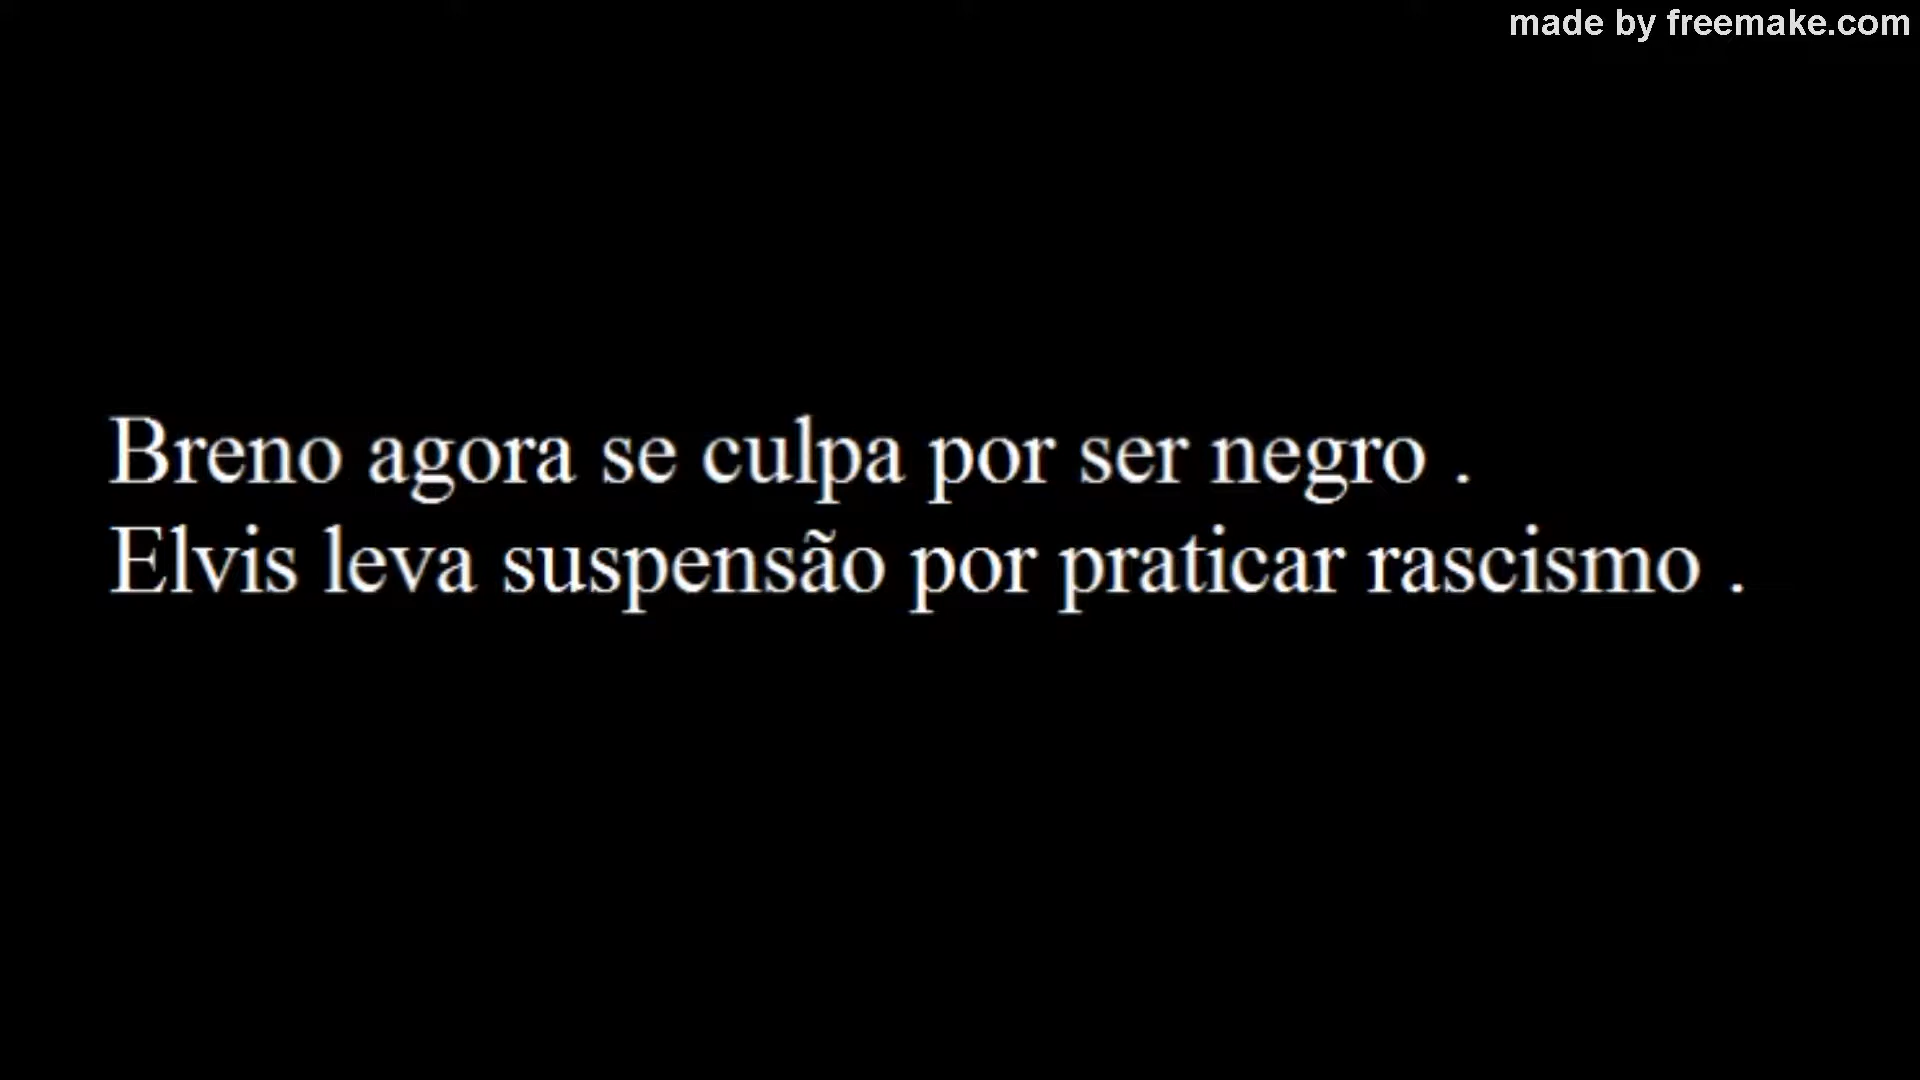 made by freemake.com
Breno agora se culpa por ser negro .
Elvis leva suspensão por praticar rascismo .